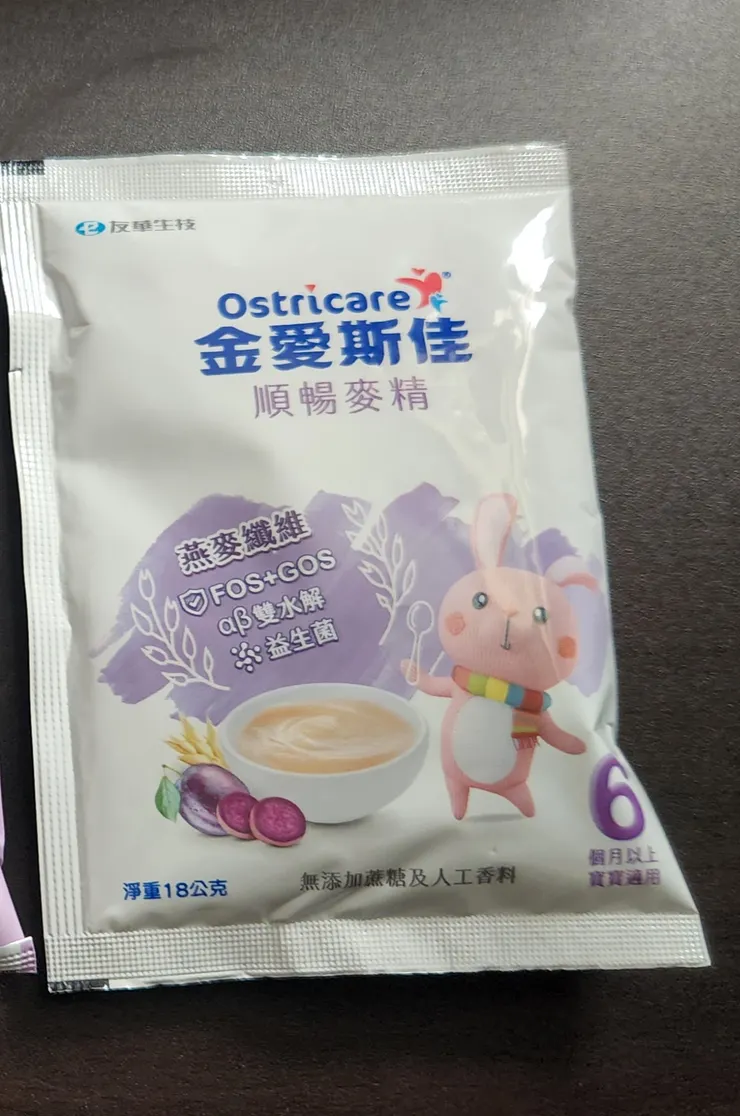 友華生技
Ostricare®
金愛斯佳
順暢麥精
燕麥纖維
FOS+GOS
αβ雙水解
益生菌
6
個月以上
寶寶適用
淨重18公克
無添加蔗糖及人工香料